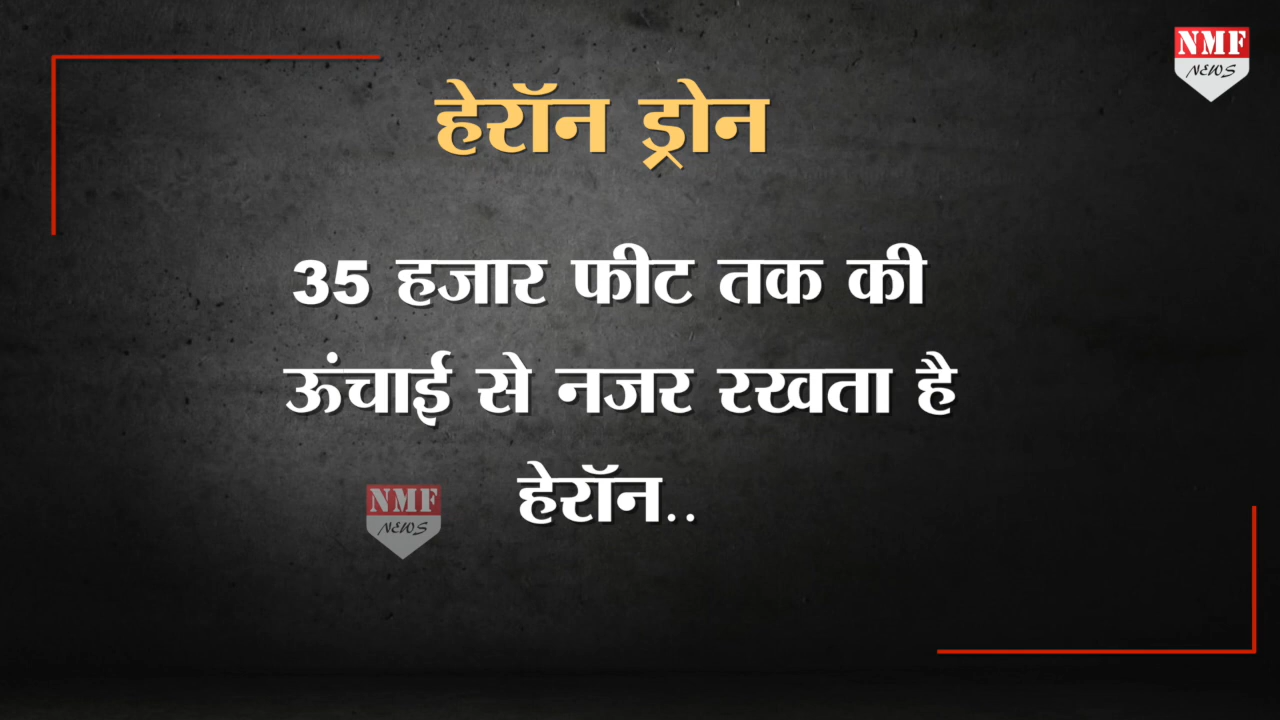 NMF
NEWS
हेरॉन ड्रोन
35 हजार फीट तक की
ऊंचाई से नजर रखता है
हेरॉन..
NMF
NEWS